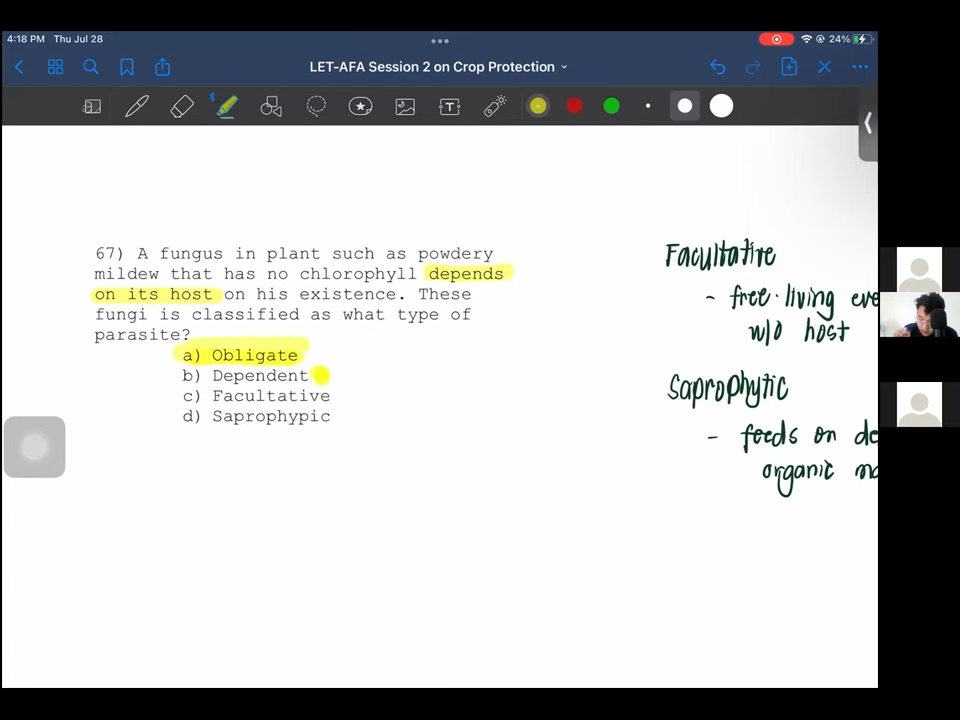 4:18 PM Thu Jul 28
24%
LET-AFA Session 2 on Crop Protection
T
67) A fungus in plant such as powdery
mildew that has no chlorophyll depends
on its host on his existence. These
fungi is classified as what type of
parasite?
a) Obligate
b) Dependent
c) Facultative
d) Saprophypic
Facultative
- free-living eve
w/o host
Saprophytic
- feeds on de
organic